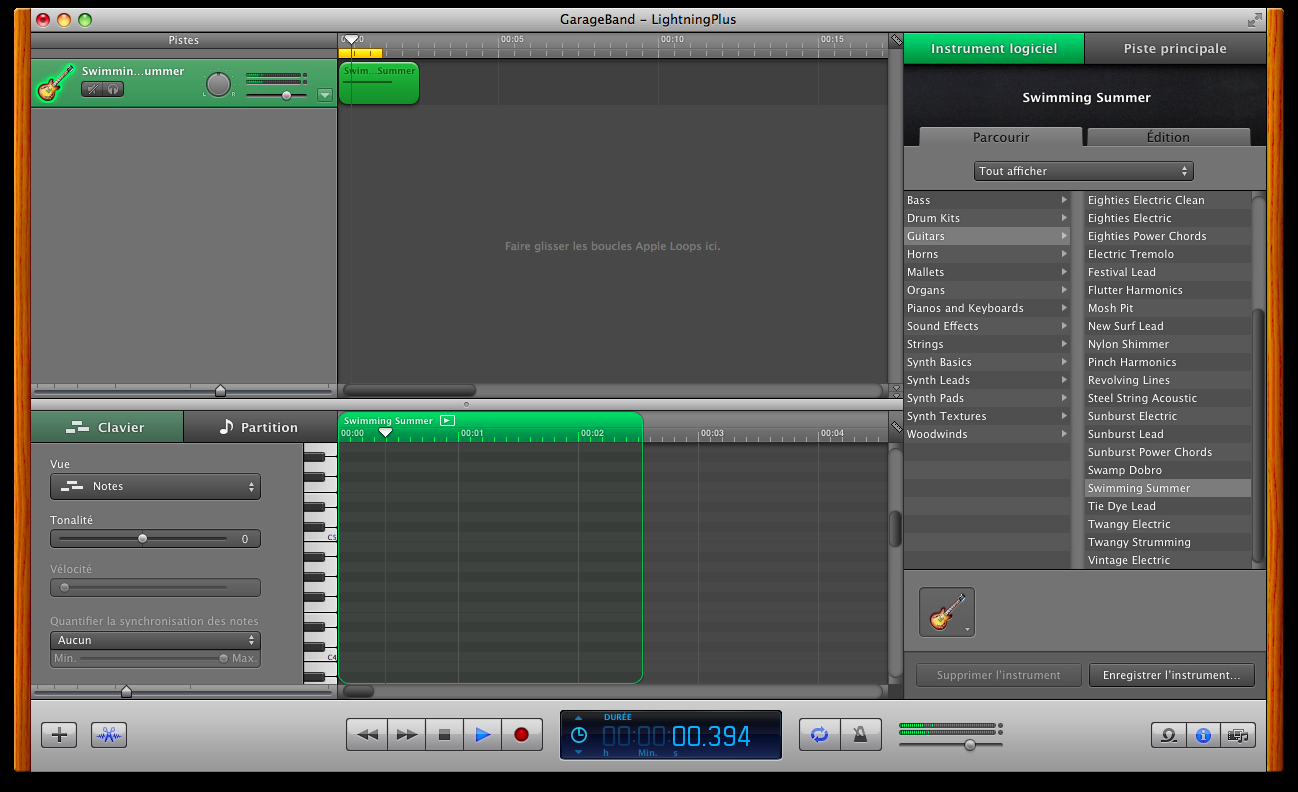 GarageBand – LightningPlus
Pistes
00:00
00:05
00:10
00:15
Swimmin...ummer
L
R
Swim...Summer
Faire glisser les boucles Apple Loops ici.
Instrument logiciel
Piste principale
Swimming Summer
Parcourir
Édition
Tout afficher
Bass
Drum Kits
Guitars
Horns
Mallets
Organs
Pianos and Keyboards
Sound Effects
Strings
Synth Basics
Synth Leads
Synth Pads
Synth Textures
Woodwinds
Eighties Electric Clean
Eighties Electric
Eighties Power Chords
Electric Tremolo
Festival Lead
Flutter Harmonics
Mosh Pit
New Surf Lead
Nylon Shimmer
Pinch Harmonics
Revolving Lines
Steel String Acoustic
Sunburst Electric
Sunburst Lead
Sunburst Power Chords
Swamp Dobro
Swimming Summer
Tie Dye Lead
Twangy Electric
Twangy Strumming
Vintage Electric
Supprimer l'instrument
Enregistrer l'instrument...
Clavier
Partition
Swimming Summer
00:00
00:01
00:02
00:03
00:04
Vue
Notes
Tonalité
0
Vélocité
Quantifier la synchronisation des notes
Aucun
Min.
Max.
C5
C4
DURÉE
00:00:00.394
h
Min.
s